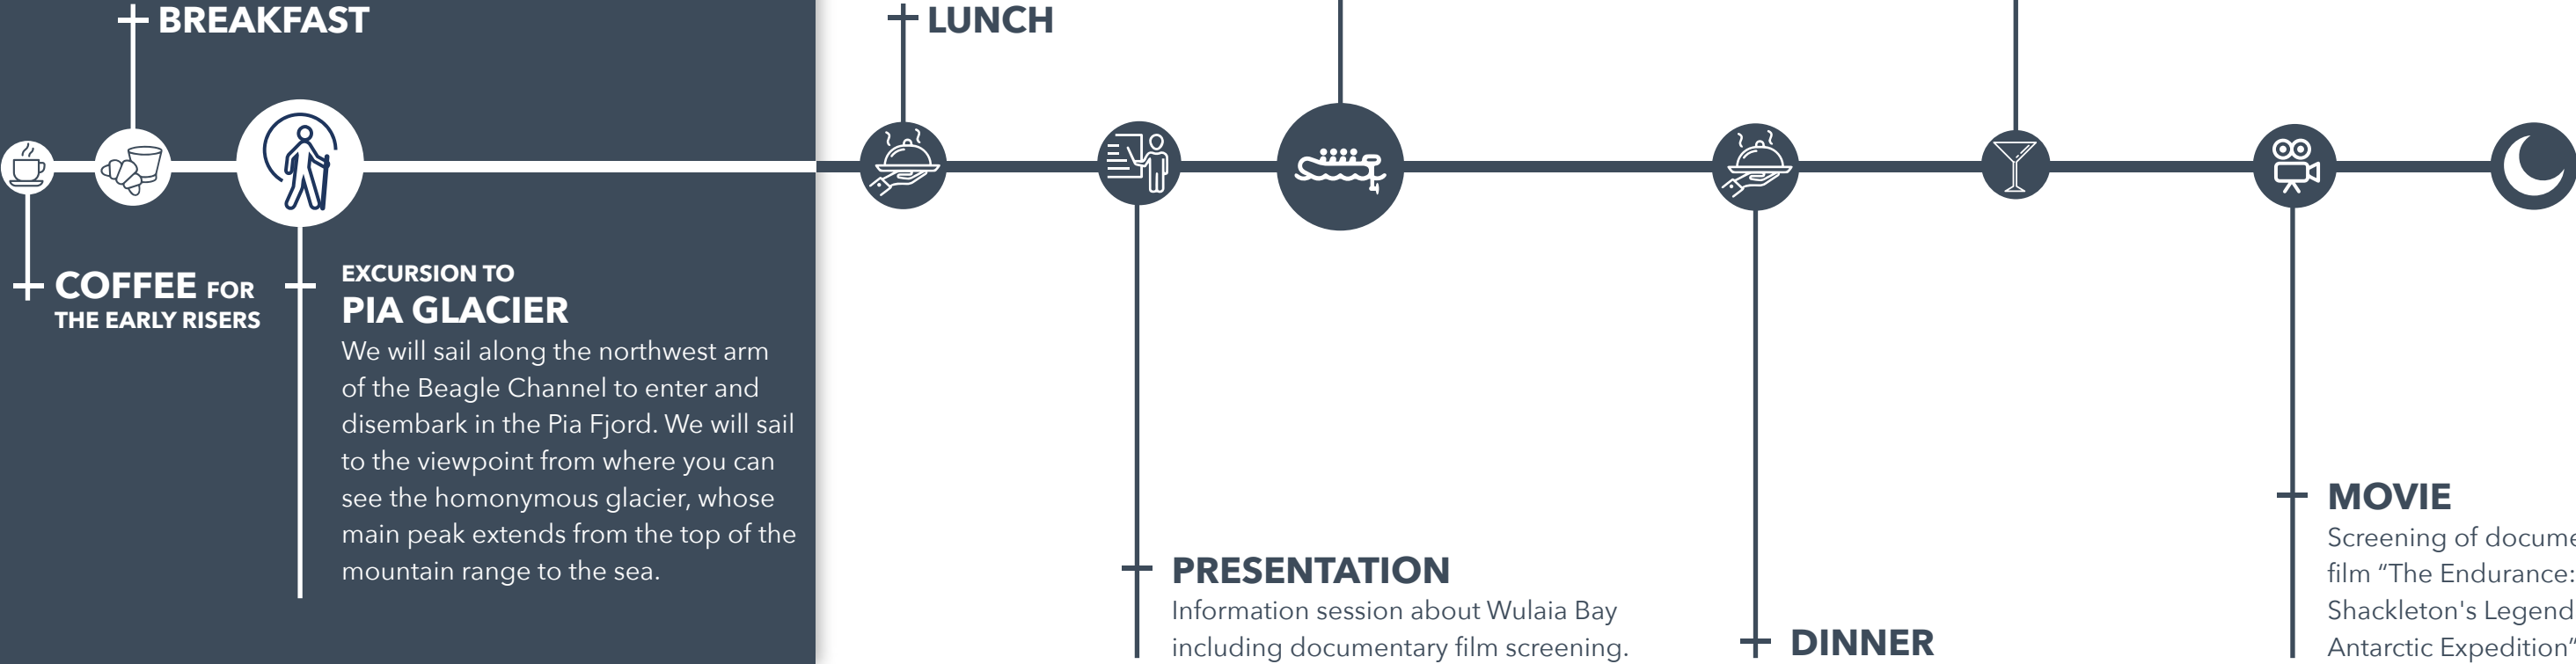 BREAKFAST
LUNCH
COFFEE FOR
THE EARLY RISERS
EXCURSION TO
PIA GLACIER
We will sail along the northwest arm
of the Beagle Channel to enter and
disembark in the Pia Fjord. We will sail
to the viewpoint from where you can
see the homonymous glacier, whose
main peak extends from the top of the
mountain range to the sea.
PRESENTATION
Information session about Wulaia Bay
including documentary film screening.
DINNER
MOVIE
Screening of docume
film “The Endurance:
Shackleton's Legend
Antarctic Expedition“